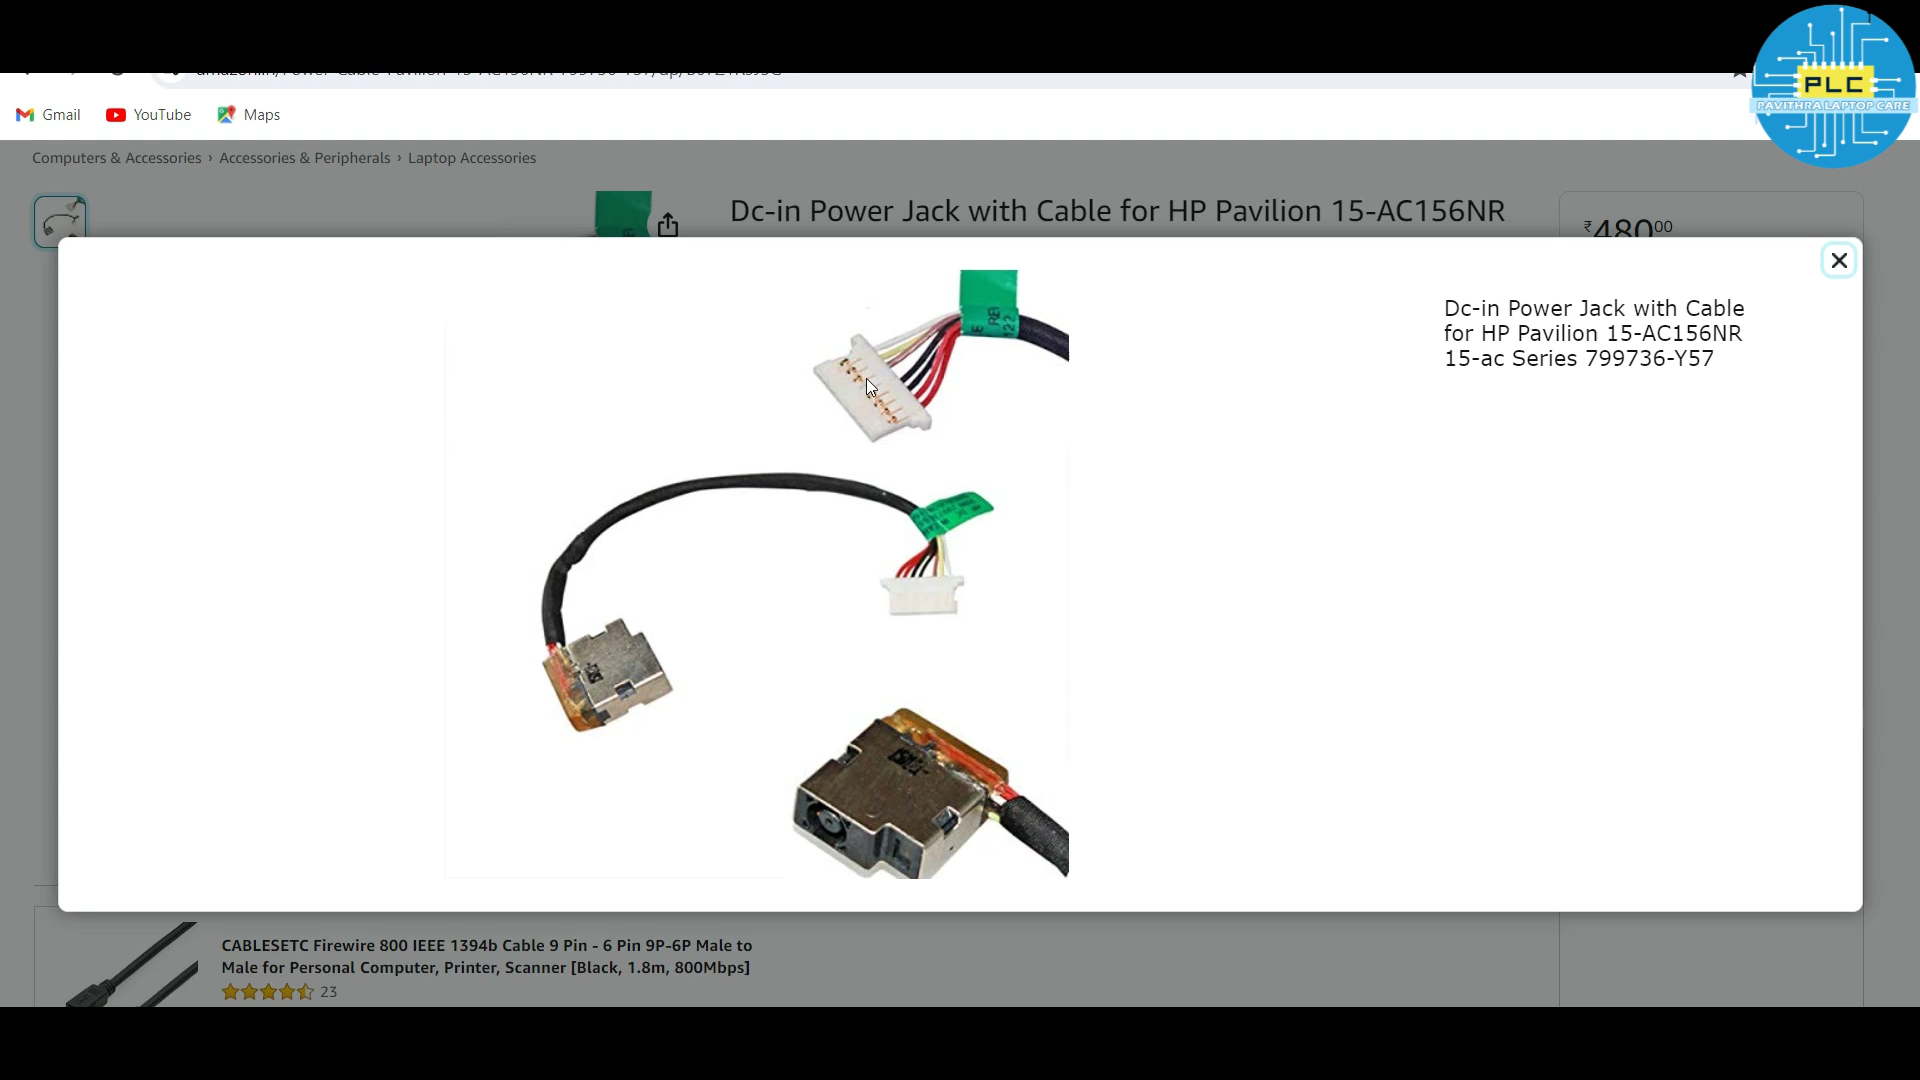 PLC
PAVITHRA LAPTOP CARE
Gmail
YouTube
Maps
Computers & Accessories › Accessories & Peripherals › Laptop Accessories
Dc-in Power Jack with Cable for HP Pavilion 15-AC156NR
₹48000
Dc-in Power Jack with Cable
for HP Pavilion 15-AC156NR
15-ac Series 799736-Y57
CABLESETC Firewire 800 IEEE 1394b Cable 9 Pin - 6 Pin 9P-6P Male to
Male for Personal Computer, Printer, Scanner [Black, 1.8m, 800Mbps]
23